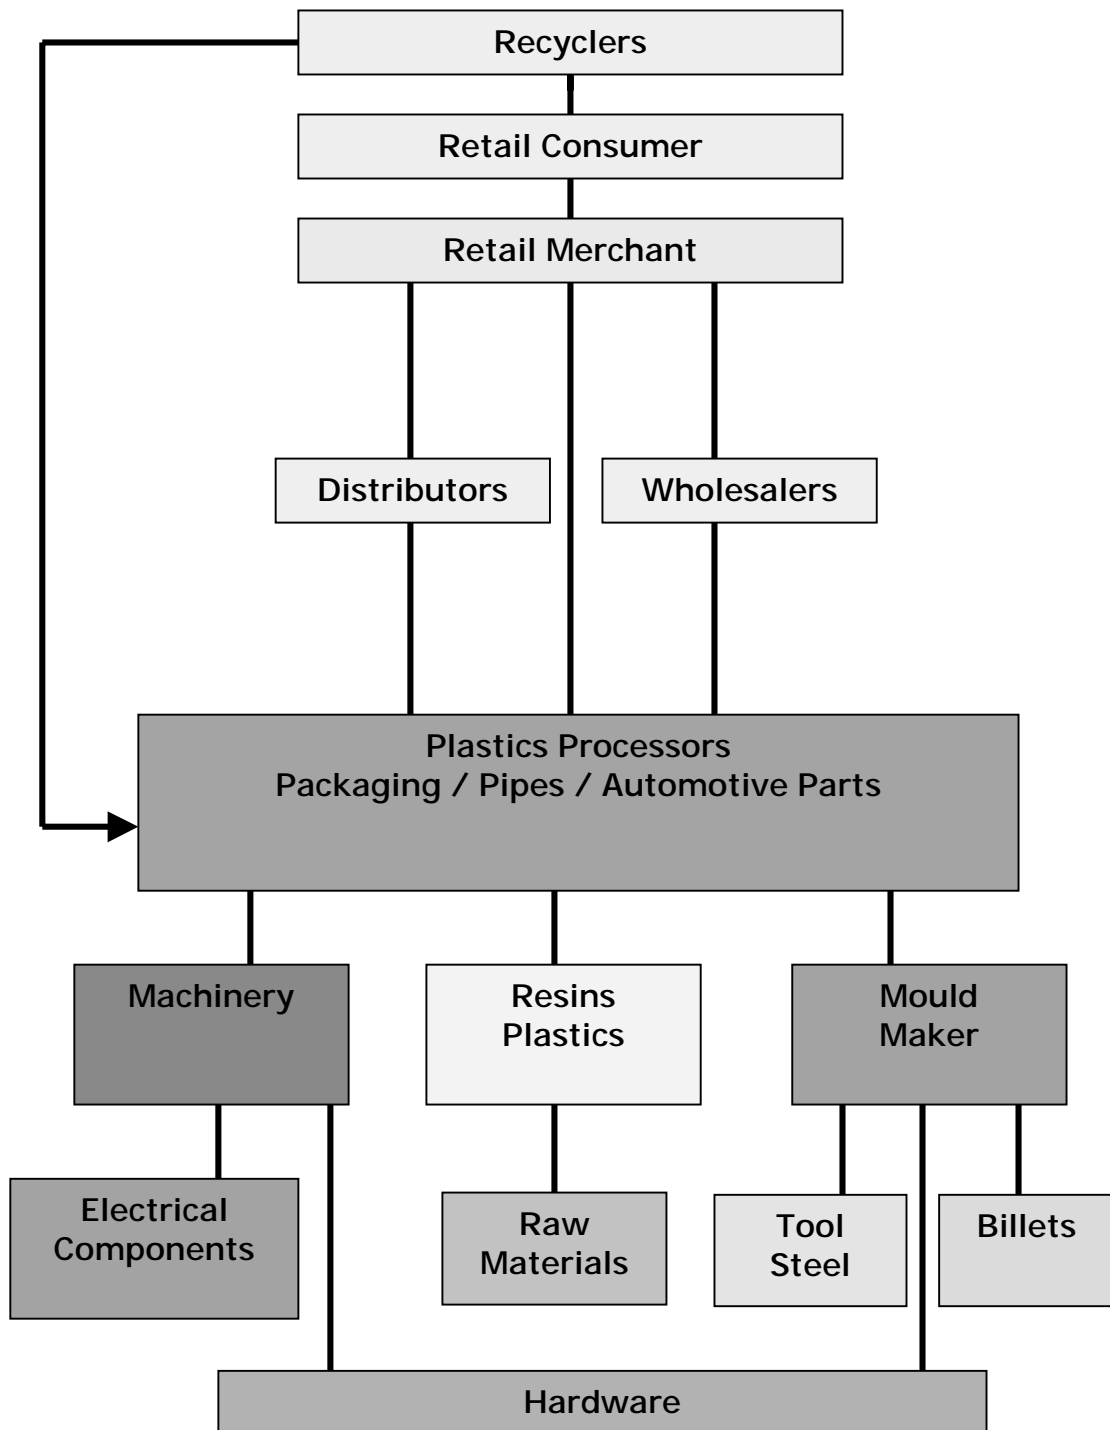 Recyclers
Retail Consumer
Retail Merchant
Distributors
Wholesalers
Plastics Processors
Packaging / Pipes / Automotive Parts
Machinery
Resins
Plastics
Mould
Maker
Electrical
Components
Raw
Materials
Tool
Steel
Billets
Hardware